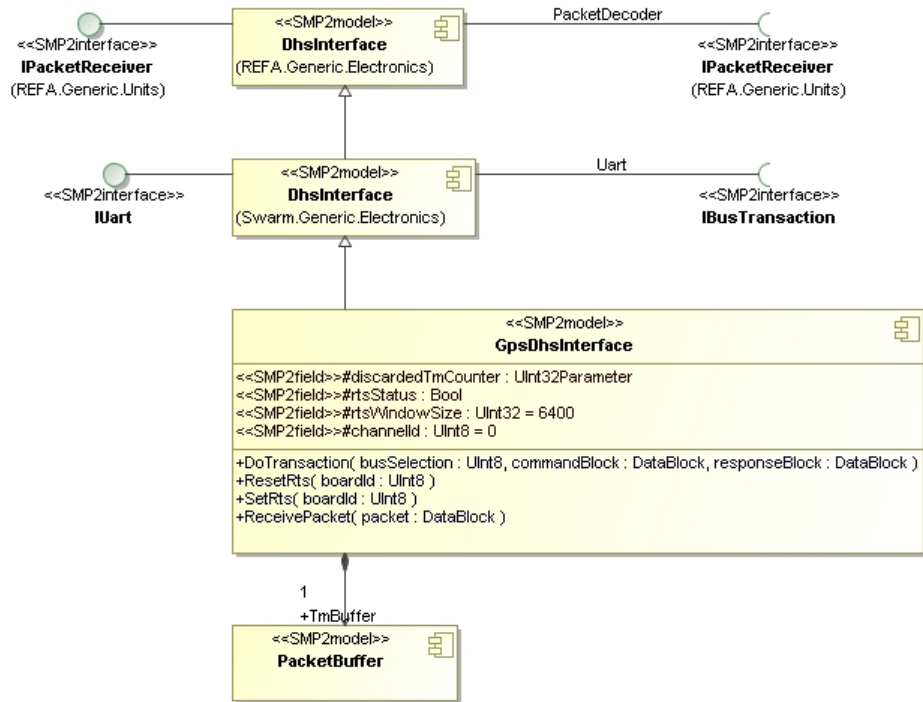 <<SMP2model>>
DhsInterface
(REFA.Generic.Electronics)
PacketDecoder
<<SMP2interface>>
IPacketReceiver
(REFA.Generic.Units)
<<SMP2interface>>
IPacketReceiver
(REFA.Generic.Units)
<<SMP2model>>
DhsInterface
(Swarm.Generic.Electronics)
Uart
<<SMP2interface>>
IUart
<<SMP2interface>>
IBusTransaction
<<SMP2model>>
GpsDhsInterface
<<SMP2field>>#discardedTmCounter : UInt32Parameter
<<SMP2field>>#rtsStatus : Bool
<<SMP2field>>#rtsWindowSize : UInt32 = 6400
<<SMP2field>>#channelId : UInt8 = 0
+DoTransaction( busSelection : UInt8, commandBlock : DataBlock, responseBlock : DataBlock )
+ResetRts( boardId : UInt8 )
+SetRts( boardId : UInt8 )
+ReceivePacket( packet : DataBlock )
1
+TmBuffer
<<SMP2model>>
PacketBuffer